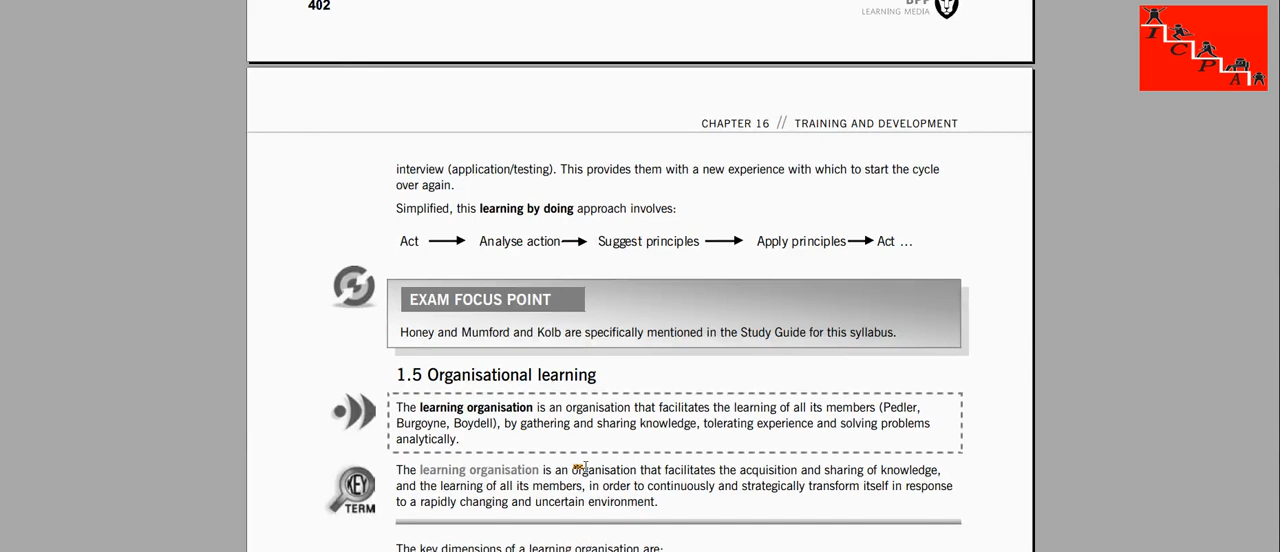 402
BPP
LEARNING MEDIA
I
C
P
A
CHAPTER 16 // TRAINING AND DEVELOPMENT
interview (application/testing). This provides them with a new experience with which to start the cycle
over again.
Simplified, this learning by doing approach involves:
Act Analyse action Suggest principles Apply principles Act ...
EXAM FOCUS POINT
Honey and Mumford and Kolb are specifically mentioned in the Study Guide for this syllabus.
1.5 Organisational learning
The learning organisation is an organisation that facilitates the learning of all its members (Pedler,
Burgoyne, Boydell), by gathering and sharing knowledge, tolerating experience and solving problems
analytically.
The learning organisation is an organisation that facilitates the acquisition and sharing of knowledge,
and the learning of all its members, in order to continuously and strategically transform itself in response
to a rapidly changing and uncertain environment.
KEY
TERM
The key dimensions of a learning organisation are: